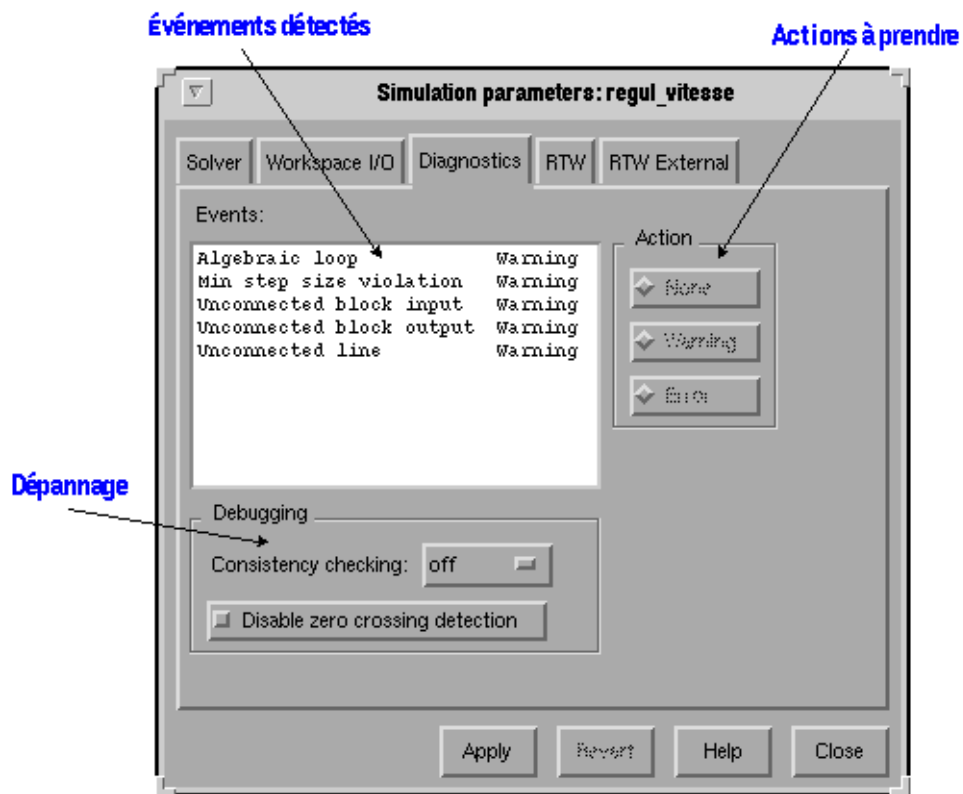 Événements détectés
Actions à prendre
Simulation parameters: regul_vitesse
Solver Workspace I/O Diagnostics RTW RTW External
Events:
Action
Algebraic loop Warning
Min step size violation Warning
Unconnected block input Warning
Unconnected block output Warning
Unconnected line Warning
None
Warning
Error
Dépannage
Debugging
Consistency checking: off
Disable zero crossing detection
Apply Revert Help Close